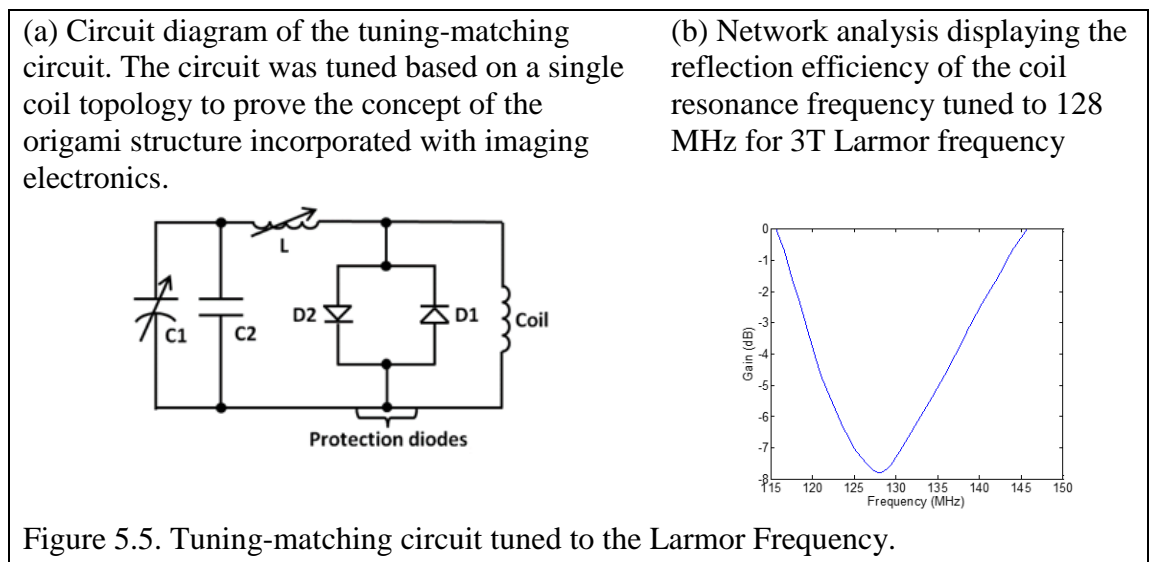 (a) Circuit diagram of the tuning-matching
circuit. The circuit was tuned based on a single
coil topology to prove the concept of the
origami structure incorporated with imaging
electronics.
(b) Network analysis displaying the
reflection efficiency of the coil
resonance frequency tuned to 128
MHz for 3T Larmor frequency
L
C1
C2
D2
D1
Coil
Protection diodes
0
-1
-2
-3
-4
-5
-6
-7
-8
Gain (dB)
115 120 125 130 135 140 145 150
Frequency (MHz)
Figure 5.5. Tuning-matching circuit tuned to the Larmor Frequency.